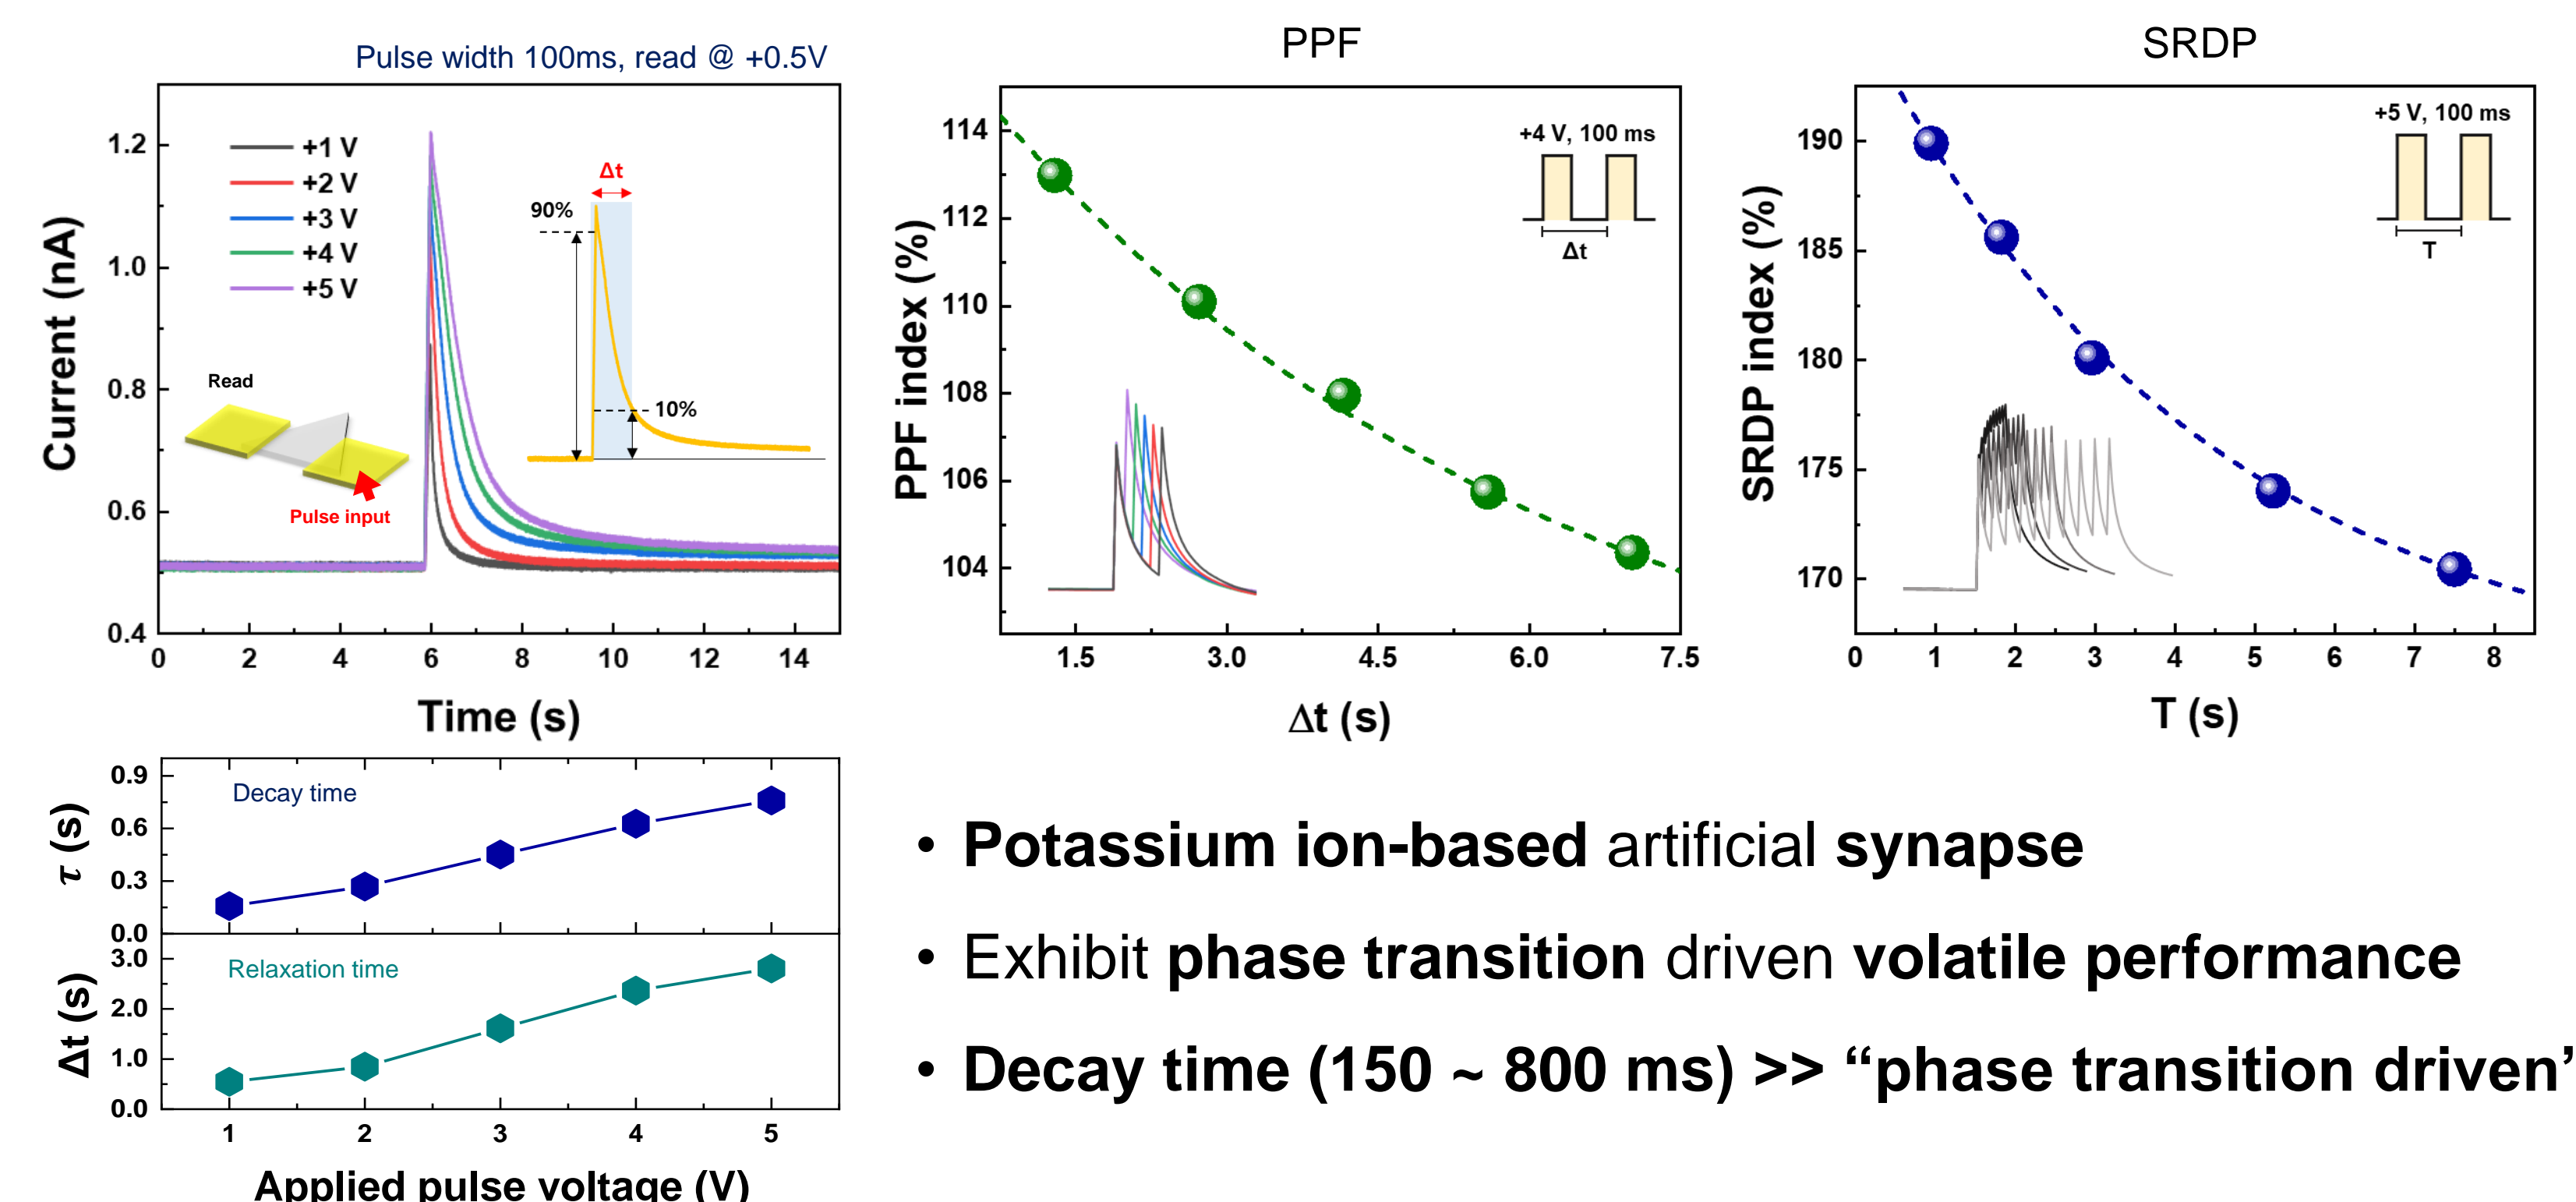 Pulse width 100ms, read @ +0.5V
Current (nA)
1.2
1.0
0.8
0.6
0.4
+1 V
+2 V
+3 V
+4 V
+5 V
Δt
90%
10%
Read
Pulse input
0 2 4 6 8 10 12 14
Time (s)
PPF
PPF index (%)
114
112
110
108
106
104
+4 V, 100 ms
Δt
1.5 3.0 4.5 6.0 7.5
Δt (s)
SRDP
SRDP index (%)
190
185
180
175
170
+5 V, 100 ms
T
0 1 2 3 4 5 6 7 8
T (s)
τ (s)
0.9
0.6
0.3
0.0
Decay time
Δt (s)
3.0
2.0
1.0
0.0
Relaxation time
1 2 3 4 5
Applied pulse voltage (V)
• Potassium ion-based artificial synapse
• Exhibit phase transition driven volatile performance
• Decay time (150 ~ 800 ms) >> “phase transition driven”